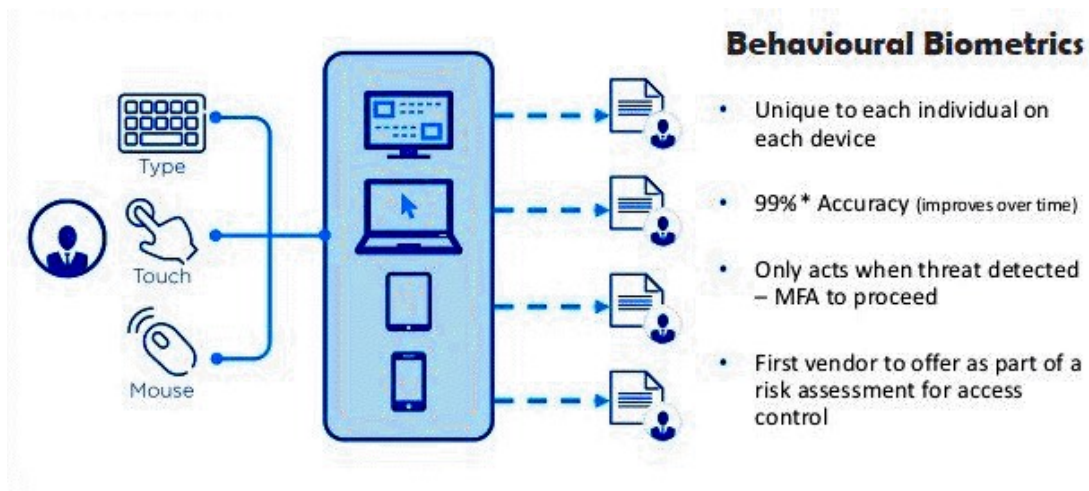 Behavioural Biometrics
Type
Touch
Mouse
• Unique to each individual on
each device
• 99%* Accuracy (improves over time)
• Only acts when threat detected
– MFA to proceed
• First vendor to offer as part of a
risk assessment for access
control